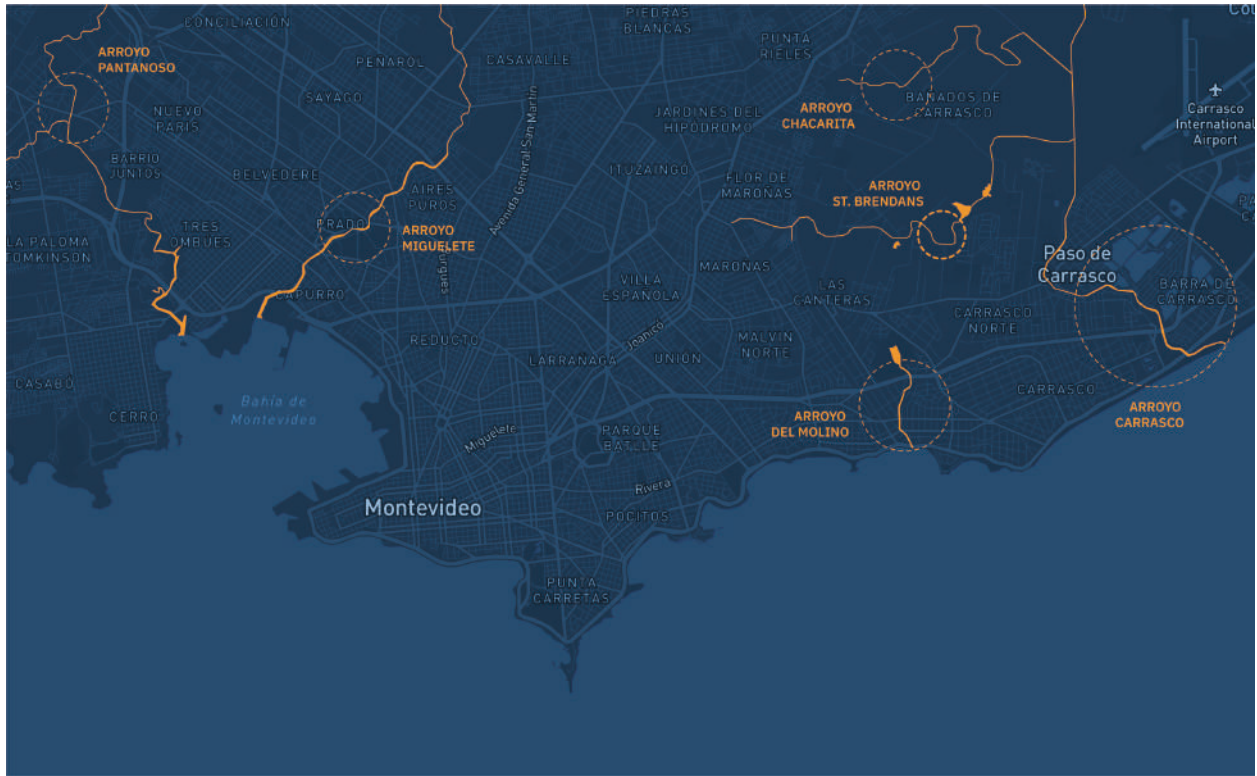 CONCILIACIÓN
PIEDRAS
BLANCAS
Cou
ARROYO
PANTANOSO
PEÑAROL
CASAVALLE
PUNTA
RIELES
SAYAGO
NUEVO
PARIS
JARDINES DEL
HIPÓDROMO
ARROYO
CHACARITA
BAÑADOS DE
CARRASCO
Carrasco
International
Airport
Avenida General San Martín
BARRIO
JUNTOS
BELVEDERE
ITUZAINGÓ
FLOR DE
MAROÑAS
ARROYO
ST. BRENDANS
AIRES
PUROS
PRADO
ARROYO
MIGUELETE
TRES
OMBUES
LA PALOMA
TOMKINSON
Burgues
MAROÑAS
Paso de
Carrasco
VILLA
ESPAÑOLA
LAS
CANTERAS
BARRA DE
CARRASCO
CAPURRO
CARRASCO
NORTE
REDUCTO
Joanicó
MALVÍN
NORTE
LARRAÑAGA
UNIÓN
CASABÓ
CARRASCO
Bahía de
Montevideo
CERRO
ARROYO
DEL MOLINO
ARROYO
CARRASCO
Miguelete
PARQUE
BATLLE
Rivera
Montevideo
POCITOS
PUNTA
CARRETAS